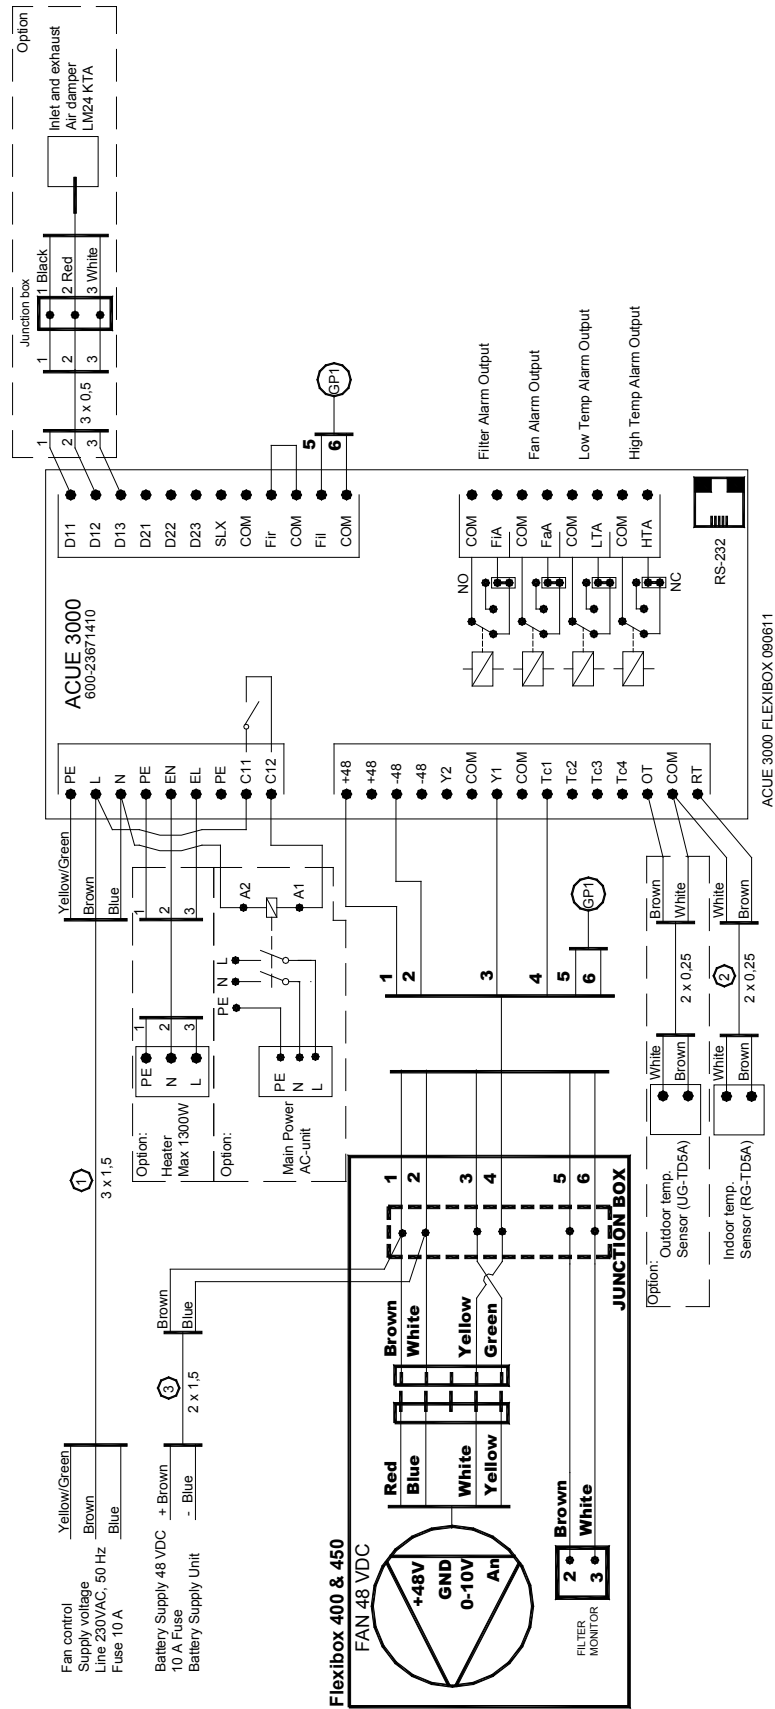 Option
Inlet and exhaust
Air damper
LM24 KTA
Junction box
1 Black
2 Red
3 White
1
2
3
3 x 0,5
1
2
3
D11
D12
D13
D21
D22
D23
SLX
COM
Fir
COM
Fil
COM
5
6
GP1
ACUE 3000
600-23671410
COM
FiA
COM
FaA
COM
LTA
COM
HTA
NO
NC
Filter Alarm Output
Fan Alarm Output
Low Temp Alarm Output
High Temp Alarm Output
RS-232
PE
L
N
PE
EN
EL
PE
C11
C12
+48
+48
-48
-48
Y2
COM
Y1
COM
Tc1
Tc2
Tc3
Tc4
OT
COM
RT
ACUE 3000 FLEXIBOX 090611
Yellow/Green
Brown
Blue
1
2
3
A2
A1
1
2
3
PE
N
L
PE
N
L
PE
N
L
Option:
Heater
Max 1300W
Option:
Main Power
AC-unit
1
3 x 1,5
1
2
3
4
5
6
GP1
Brown
White
2 x 0,25
White
Brown
Option:
Outdoor temp.
Sensor (UG-TD5A)
White
Brown
2
2 x 0,25
White
Brown
Indoor temp.
Sensor (RG-TD5A)
Yellow/Green
Brown
Blue
Fan control
Supply voltage
Line 230VAC, 50 Hz
Fuse 10 A
Brown
Blue
3
2 x 1,5
+ Brown
- Blue
Battery Supply 48 VDC
10 A Fuse
Battery Supply Unit
1
2
3
4
5
6
JUNCTION BOX
Brown
White
Yellow
Green
Red
Blue
White
Yellow
Brown
White
Flexibox 400 & 450
FAN 48 VDC
+48V
GND
0-10V
An
2
3
FILTER
MONITOR